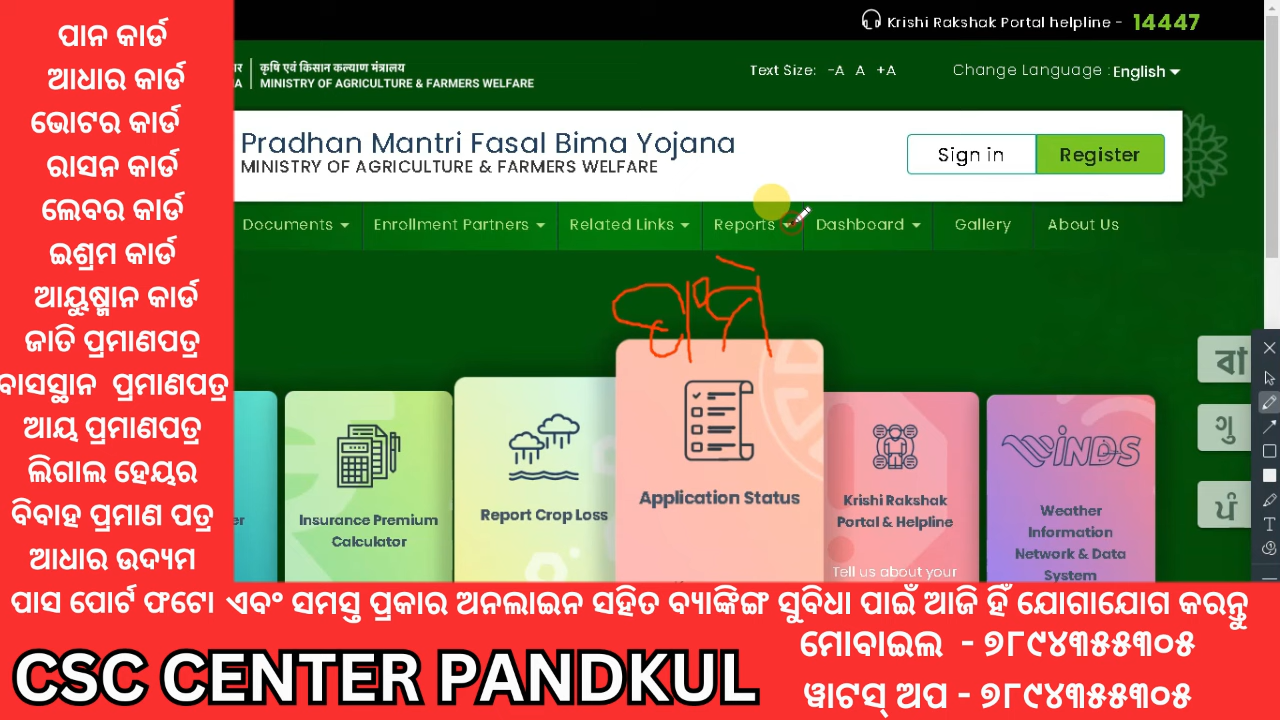 ପାନ କାର୍ଡ
ଆଧାର କାର୍ଡ
ଭୋଟର କାର୍ଡ
ରାସନ କାର୍ଡ
ଲେବର କାର୍ଡ
ଇଶ୍ରମ କାର୍ଡ
ଆୟୁଷ୍ମାନ କାର୍ଡ
ଜାତି ପ୍ରମାଣପତ୍ର
ବାସସ୍ଥାନ ପ୍ରମାଣପତ୍ର
ଆୟ ପ୍ରମାଣପତ୍ର
ଲିଗାଲ ହେୟର
ବିବାହ ପ୍ରମାଣ ପତ୍ର
ଆଧାର ଉଦ୍ୟମ
Krishi Rakshak Portal helpline - 14447
कृषि एवं किसान कल्याण मंत्रालय
MINISTRY OF AGRICULTURE & FARMERS WELFARE
Text Size: -A A +A
Change Language : English
Pradhan Mantri Fasal Bima Yojana
MINISTRY OF AGRICULTURE & FARMERS WELFARE
Sign in Register
Documents Enrollment Partners Related Links Reports Dashboard Gallery About Us
Insurance Premium
Calculator
Report Crop Loss
Application Status
Krishi Rakshak
Portal & Helpline
Tell us about your
WINDS
Weather
Information
Network & Data
System
ପାସ ପୋର୍ଟ ଫଟୋ ଏବଂ ସମସ୍ତ ପ୍ରକାର ଅନଲାଇନ ସହିତ ବ୍ୟାଙ୍କିଙ୍ଗ ସୁବିଧା ପାଇଁ ଆଜି ହିଁ ଯୋଗାଯୋଗ କରନ୍ତୁ
CSC CENTER PANDKUL
ମୋବାଇଲ - ୭୮୯୪୩୫୫୩୦୫
ୱାଟସ୍ ଅପ - ୭୮୯୪୩୫୫୩୦୫